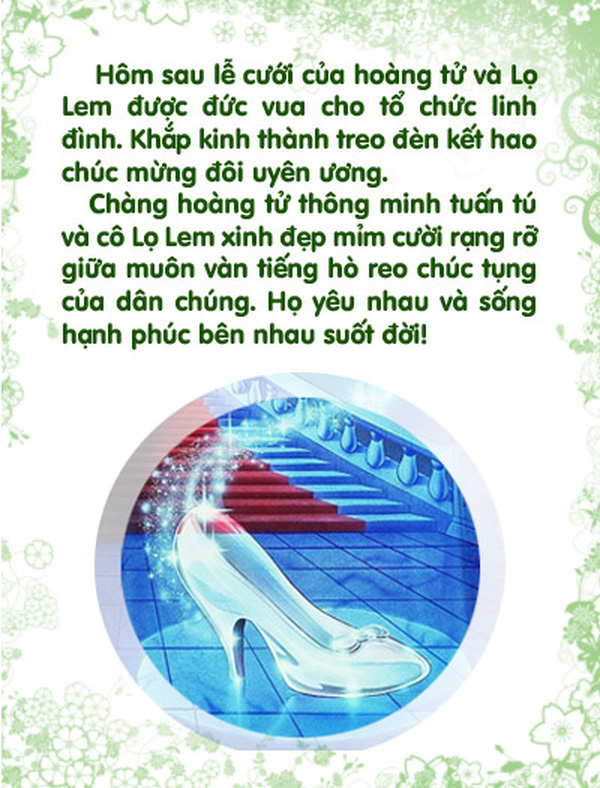 Hôm sau lễ cưới của hoàng tử và Lọ
Lem được đức vua cho tổ chức linh
đình. Khắp kinh thành treo đèn kết hao
chúc mừng đôi uyên ương.
Chàng hoàng tử thông minh tuấn tú
và cô Lọ Lem xinh đẹp mỉm cười rạng rỡ
giữa muôn vàn tiếng hò reo chúc tụng
của dân chúng. Họ yêu nhau và sống
hạnh phúc bên nhau suốt đời!